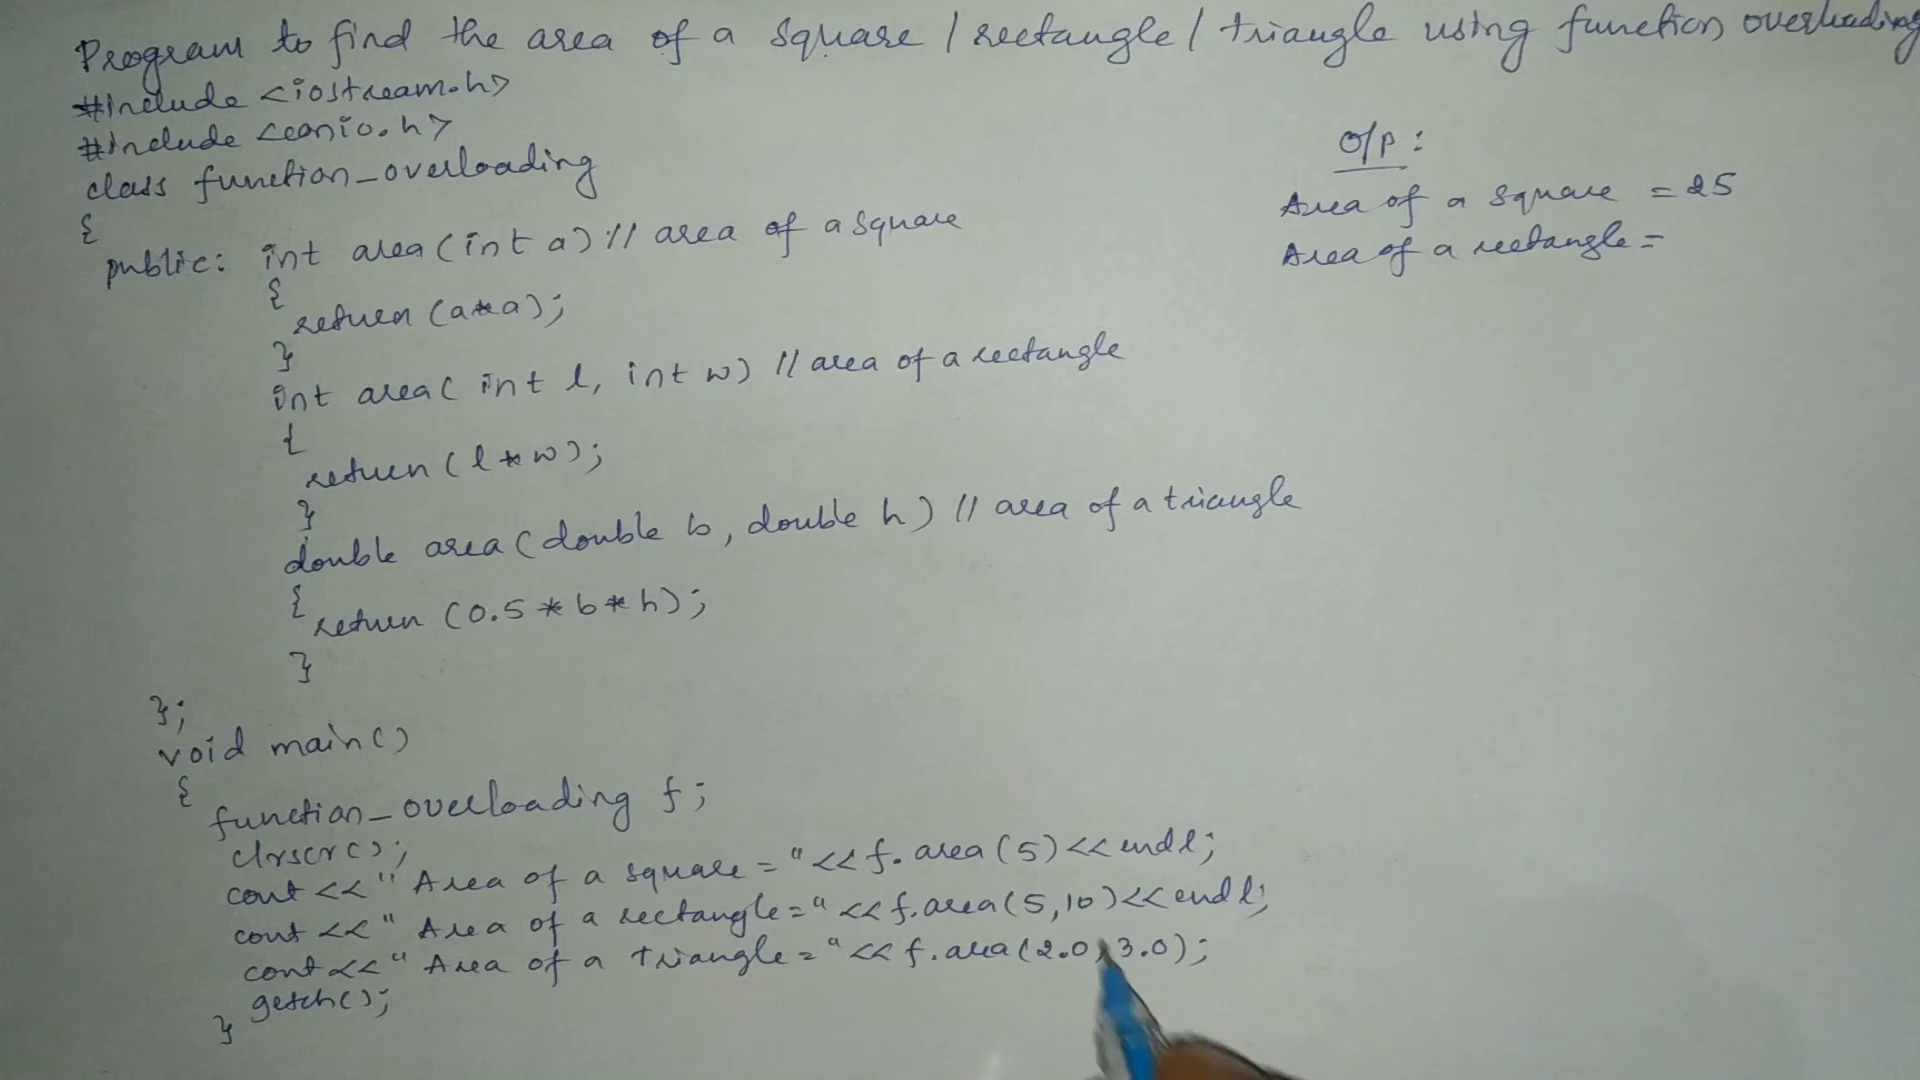 Program to find the area of a square / rectangle / triangle using function overloading
#include <iostream.h>
#include <conio.h>
class function_overloading
{
public: int area(int a) // area of a square
{
return (a*a);
}
int area( int l, int w) // area of a rectangle
{
return (l*w);
}
double area (double b, double h) // area of a triangle
{
return (0.5*b*h);
}
};
void main()
{
function_overloading f;
clrscr();
cout <<" Area of a square = "<< f. area (5) << endl;
cout <<" Area of a rectangle = "<< f. area(5,10)<< endl;
cout <<" Area of a triangle = "<< f. area(2.0,3.0);
getch();
}
O/P :
Area of a square = 25
Area of a rectangle =